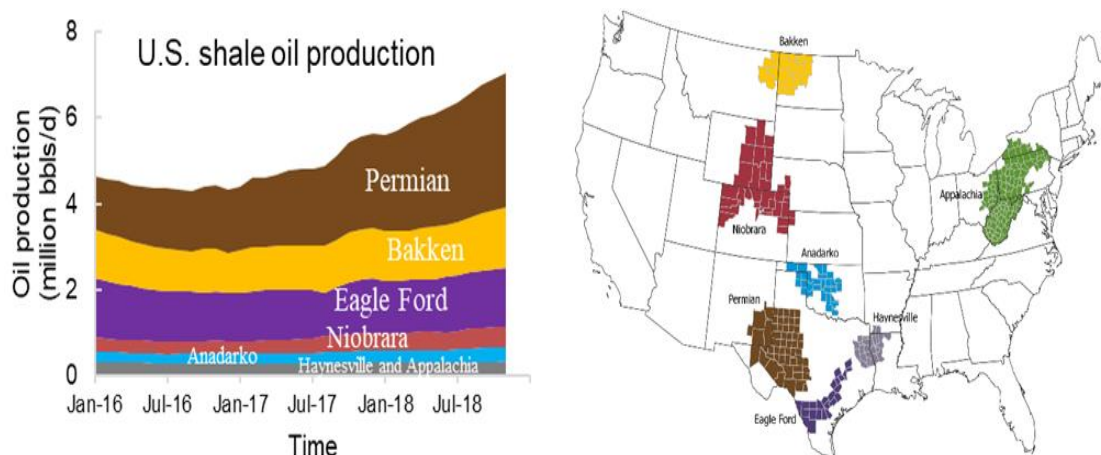 U.S. shale oil production
Oil production
(million bbls/d)
8
6
4
2
0
Permian
Bakken
Eagle Ford
Niobrara
Anadarko
Haynesville and Appalachia
Jan-16 Jul-16 Jan-17 Jul-17 Jan-18 Jul-18
Time
Bakken
Appalachia
Niobrara
Anadarko
Permian
Haynesville
Eagle Ford